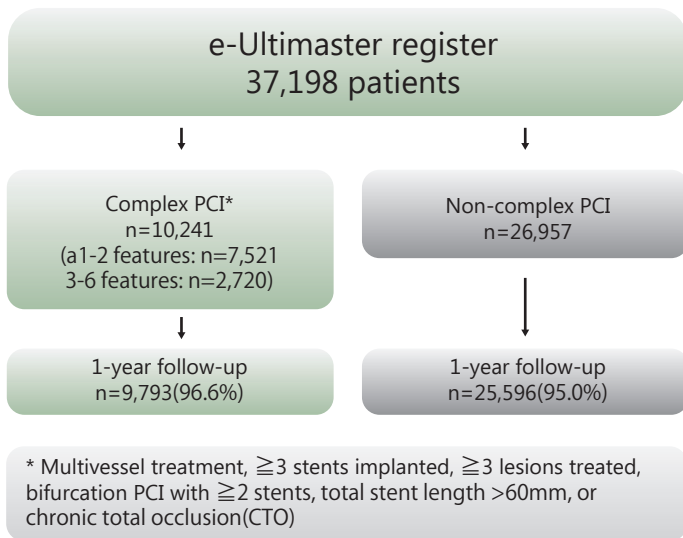 e-Ultimaster register
37,198 patients
Complex PCI*
n=10,241
(a1-2 features: n=7,521
3-6 features: n=2,720)
Non-complex PCI
n=26,957
1-year follow-up
n=9,793(96.6%)
1-year follow-up
n=25,596(95.0%)
* Multivessel treatment, ≧3 stents implanted, ≧3 lesions treated,
bifurcation PCI with ≧2 stents, total stent length >60mm, or
chronic total occlusion(CTO)